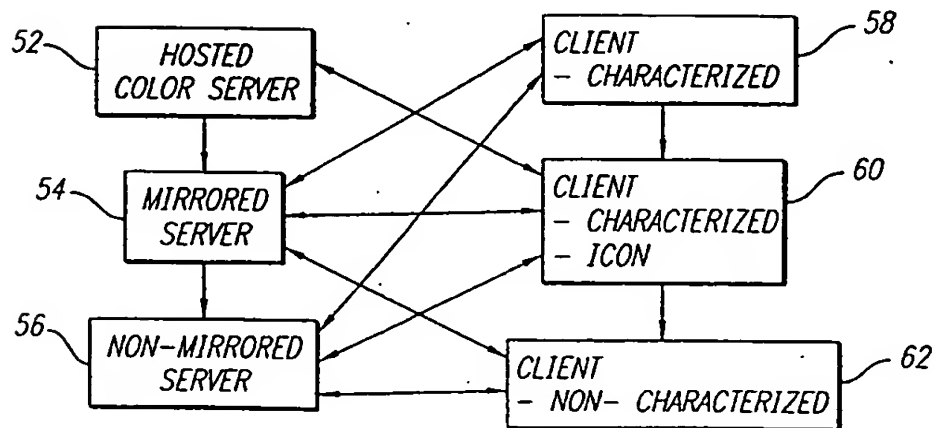 52
HOSTED
COLOR SERVER
54
MIRRORED
SERVER
56
NON-MIRRORED
SERVER
58
CLIENT
- CHARACTERIZED
60
CLIENT
- CHARACTERIZED
- ICON
62
CLIENT
- NON- CHARACTERIZED